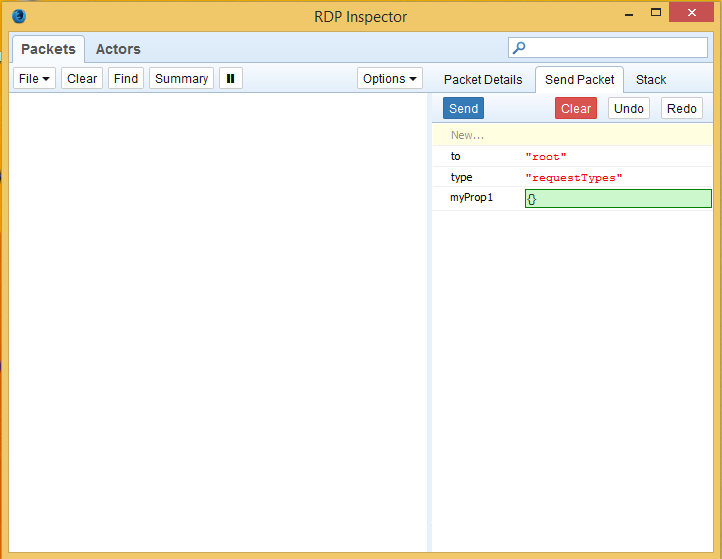 RDP Inspector
Packets Actors
File Clear Find Summary Options
Packet Details Send Packet Stack
Send Clear Undo Redo
New...
to "root"
type "requestTypes"
myProp1 {}